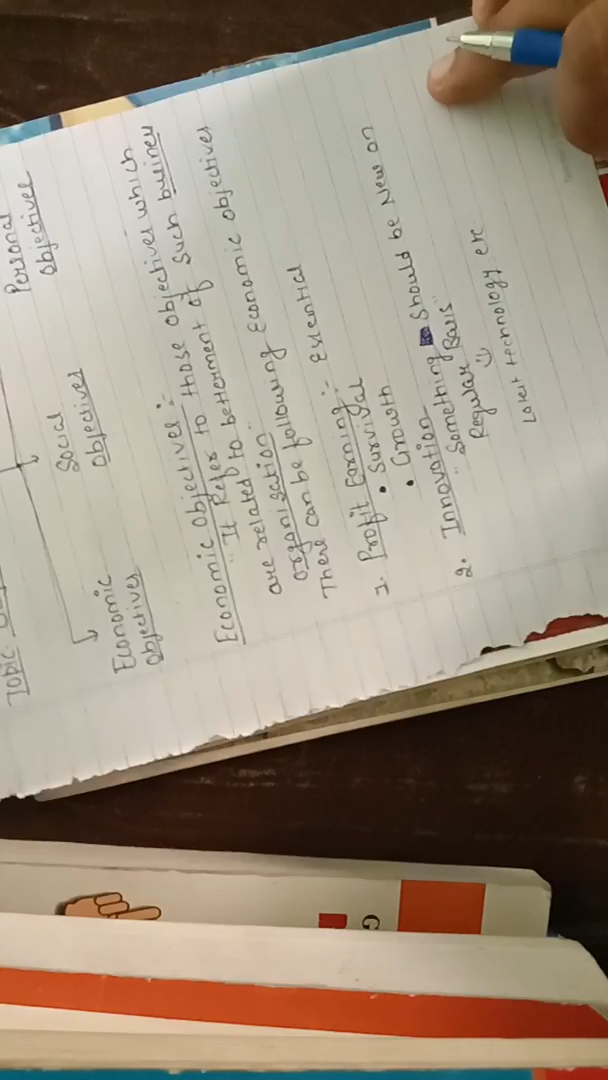 Topic:
Economic Objectives
Social Objectives
Personal Objectives
Economic Objectives :-
"It Refer to those objectives which
are related to betterment of such business
organisation"
There can be following Economic objectives
1. Profit Earning :- Essential
• Survival
• Growth
2. Innovation
"Something Should be New on
Regular Basis"
Latest technology etc.
G